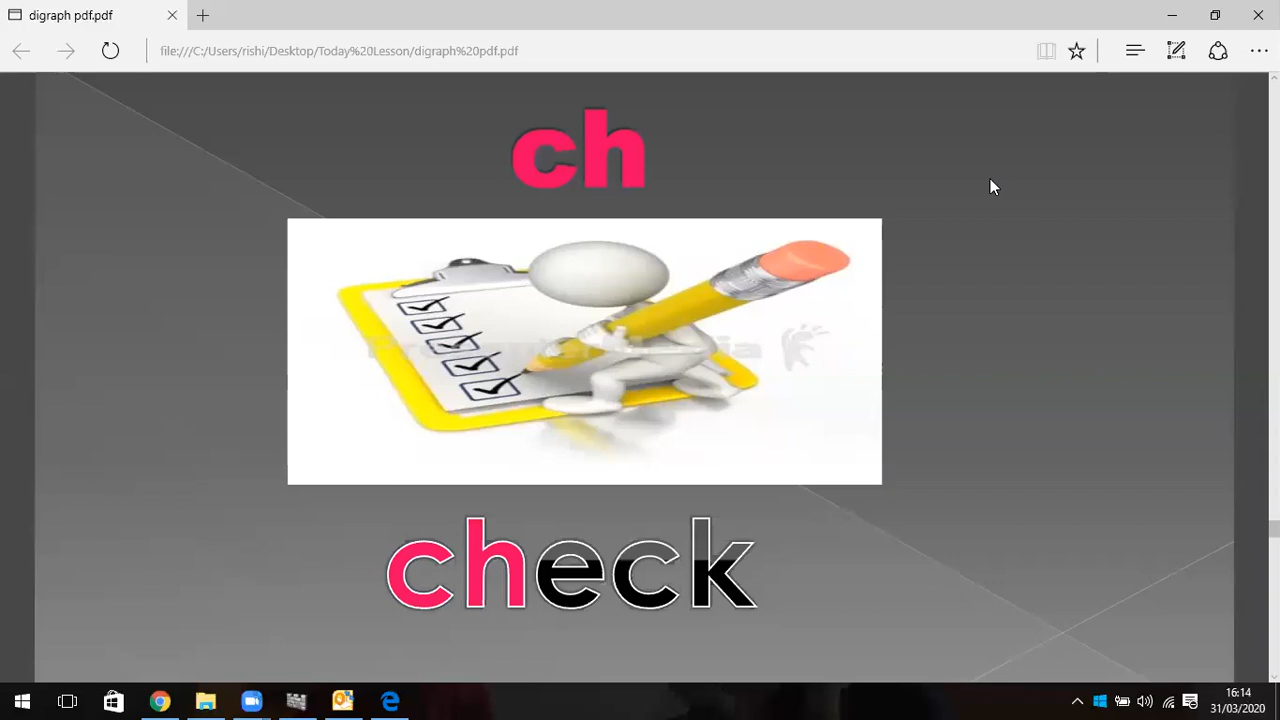 digraph pdf.pdf
file:///C:/Users/rishi/Desktop/Today%20Lesson/digraph%20pdf.pdf
ch
check
16:14
31/03/2020